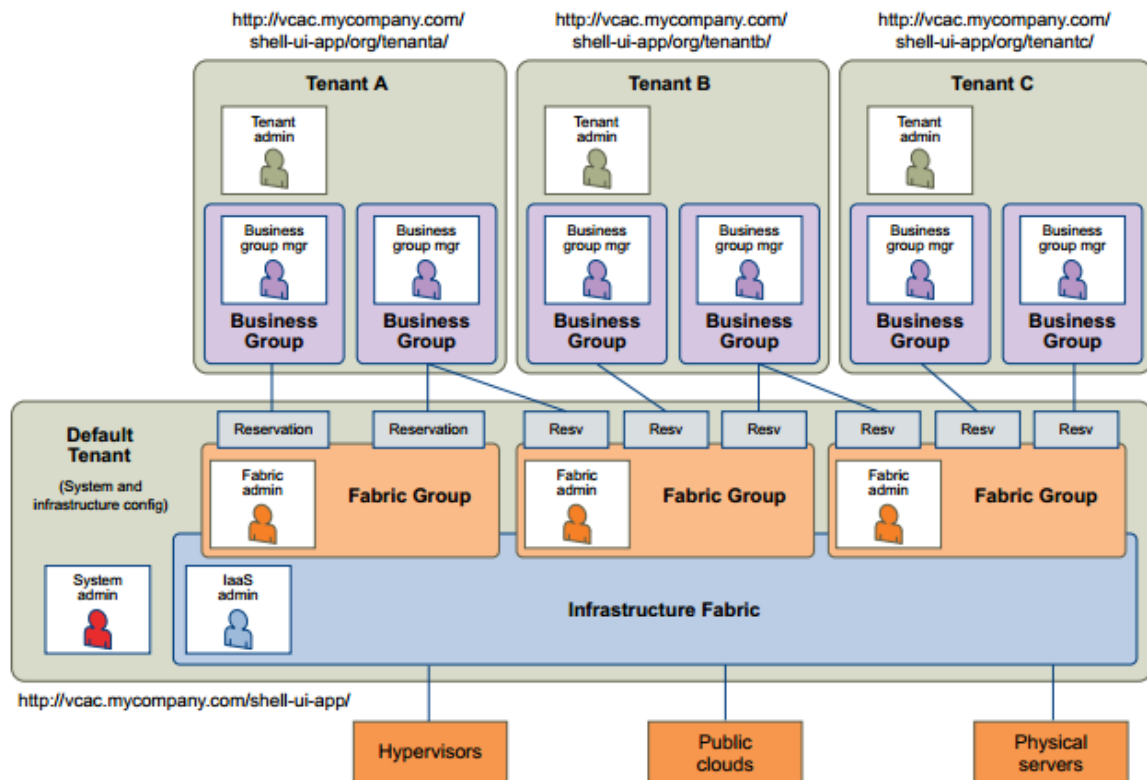 http://vcac.mycompany.com/
shell-ui-app/org/tenanta/
http://vcac.mycompany.com/
shell-ui-app/org/tenantb/
http://vcac.mycompany.com/
shell-ui-app/org/tenantc/
Tenant A
Tenant B
Tenant C
Tenant
admin
Tenant
admin
Tenant
admin
Business
group mgr
Business
Group
Business
group mgr
Business
Group
Business
group mgr
Business
Group
Business
group mgr
Business
Group
Business
group mgr
Business
Group
Business
group mgr
Business
Group
Default
Tenant
(System and
infrastructure config)
Reservation
Reservation
Resv
Resv
Resv
Resv
Resv
Resv
Fabric
admin
Fabric Group
Fabric
admin
Fabric Group
Fabric
admin
Fabric Group
System
admin
IaaS
admin
Infrastructure Fabric
http://vcac.mycompany.com/shell-ui-app/
Hypervisors
Public
clouds
Physical
servers